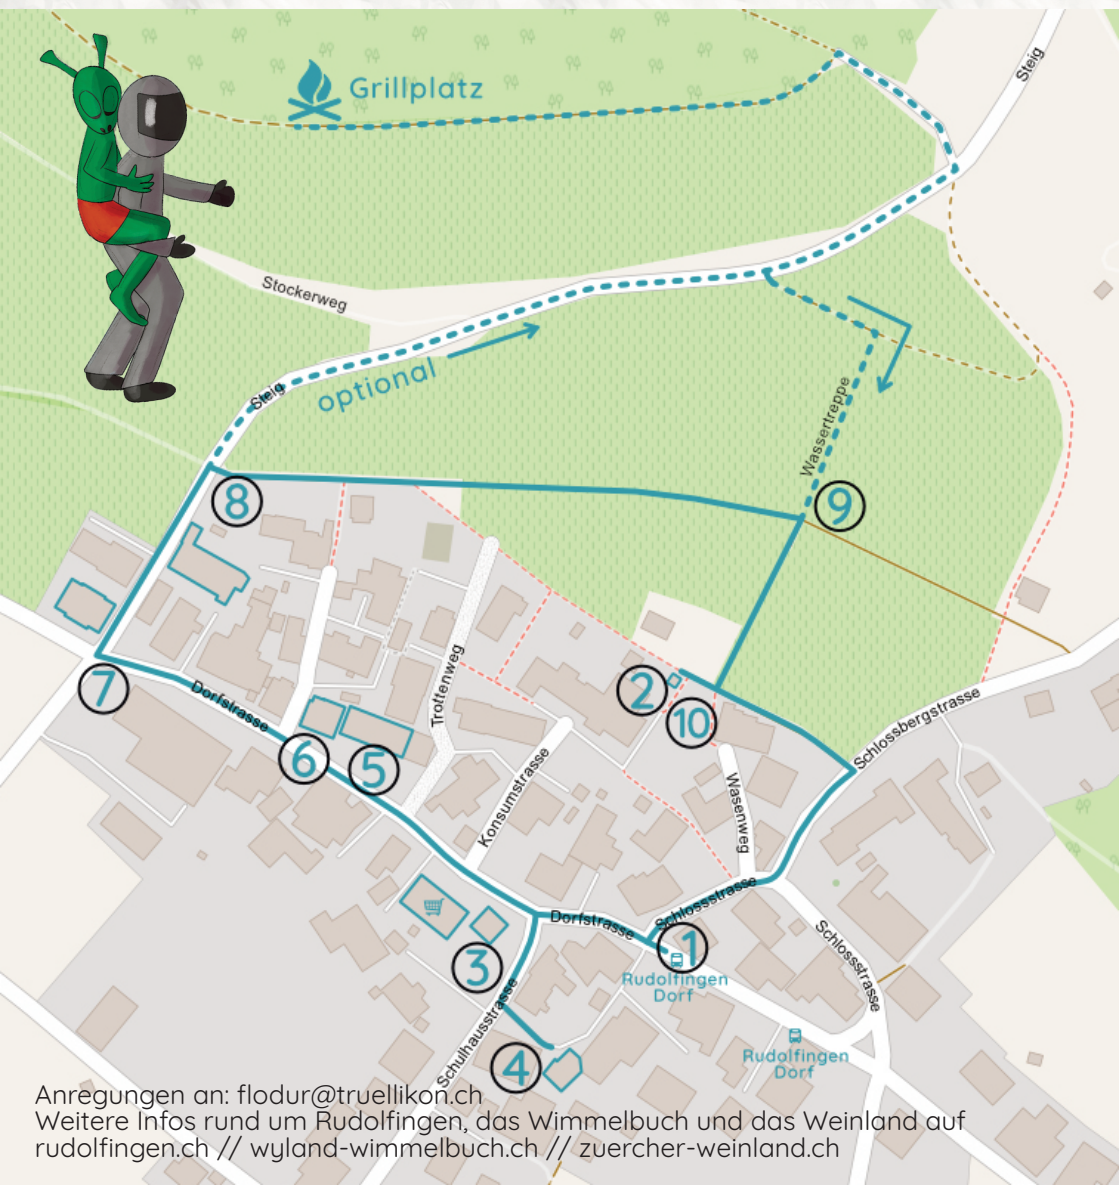 Grillplatz
Steig
Stockerweg
optional
Steig
Wassertreppe
8
9
7
Dorfstrasse
Trottenweg
2
10
6
5
Konsumstrasse
Wasenweg
Schlossbergstrasse
Schlossstrasse
Dorfstrasse
1
Rudolfingen
Dorf
3
Schulhausstrasse
Schlossstrasse
4
Rudolfingen
Dorf
Anregungen an: flodur@truellikon.ch
Weitere Infos rund um Rudolfingen, das Wimmelbuch und das Weinland auf
rudolfingen.ch // wyland-wimmelbuch.ch // zuercher-weinland.ch